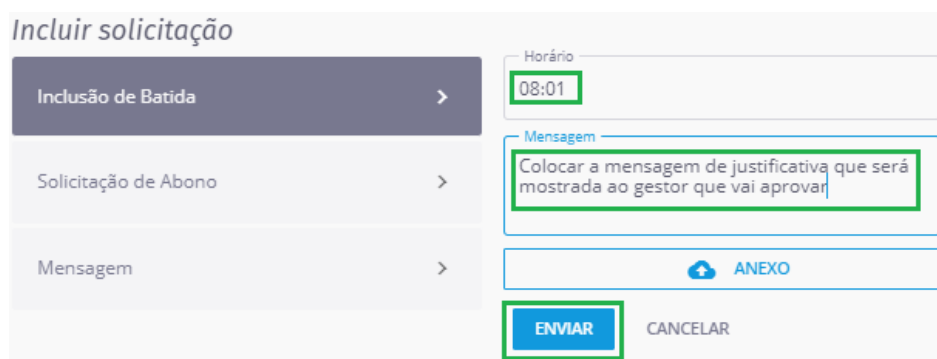 Incluir solicitação
Inclusão de Batida
Solicitação de Abono
Mensagem
Horário
08:01
Mensagem
Colocar a mensagem de justificativa que será
mostrada ao gestor que vai aprovar
ANEXO
ENVIAR
CANCELAR